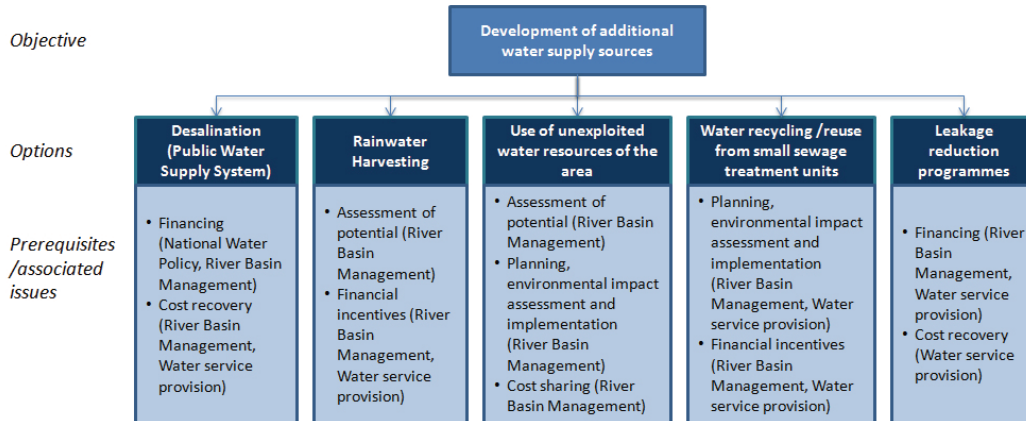 Objective
Development of additional
water supply sources
Options
Desalination
(Public Water
Supply System)
Rainwater
Harvesting
Use of unexploited
water resources of the
area
Water recycling /reuse
from small sewage
treatment units
Leakage
reduction
programmes
Prerequisites
/associated
issues
• Financing
(National Water
Policy, River Basin
Management)
• Cost recovery
(River Basin
Management,
Water service
provision)
• Assessment of
potential (River
Basin
Management)
• Financial
incentives (River
Basin
Management,
Water service
provision)
• Assessment of
potential (River Basin
Management)
• Planning,
environmental impact
assessment and
implementation
(River Basin
Management)
• Cost sharing (River
Basin Management)
• Planning,
environmental impact
assessment and
implementation
(River Basin
Management, Water
service provision)
• Financial incentives
(River Basin
Management, Water
service provision)
• Financing (River
Basin
Management,
Water service
provision)
• Cost recovery
(Water service
provision)